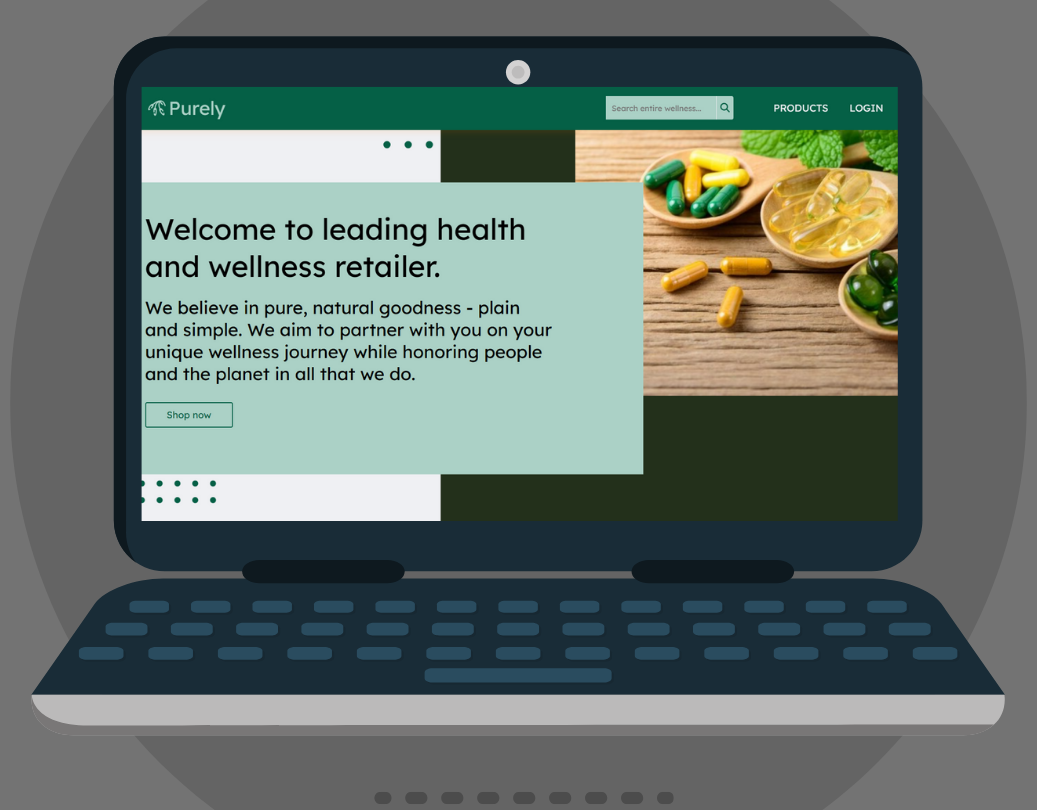 Purely
Search entire wellness...
PRODUCTS
LOGIN
Welcome to leading health
and wellness retailer.
We believe in pure, natural goodness - plain
and simple. We aim to partner with you on your
unique wellness journey while honoring people
and the planet in all that we do.
Shop now